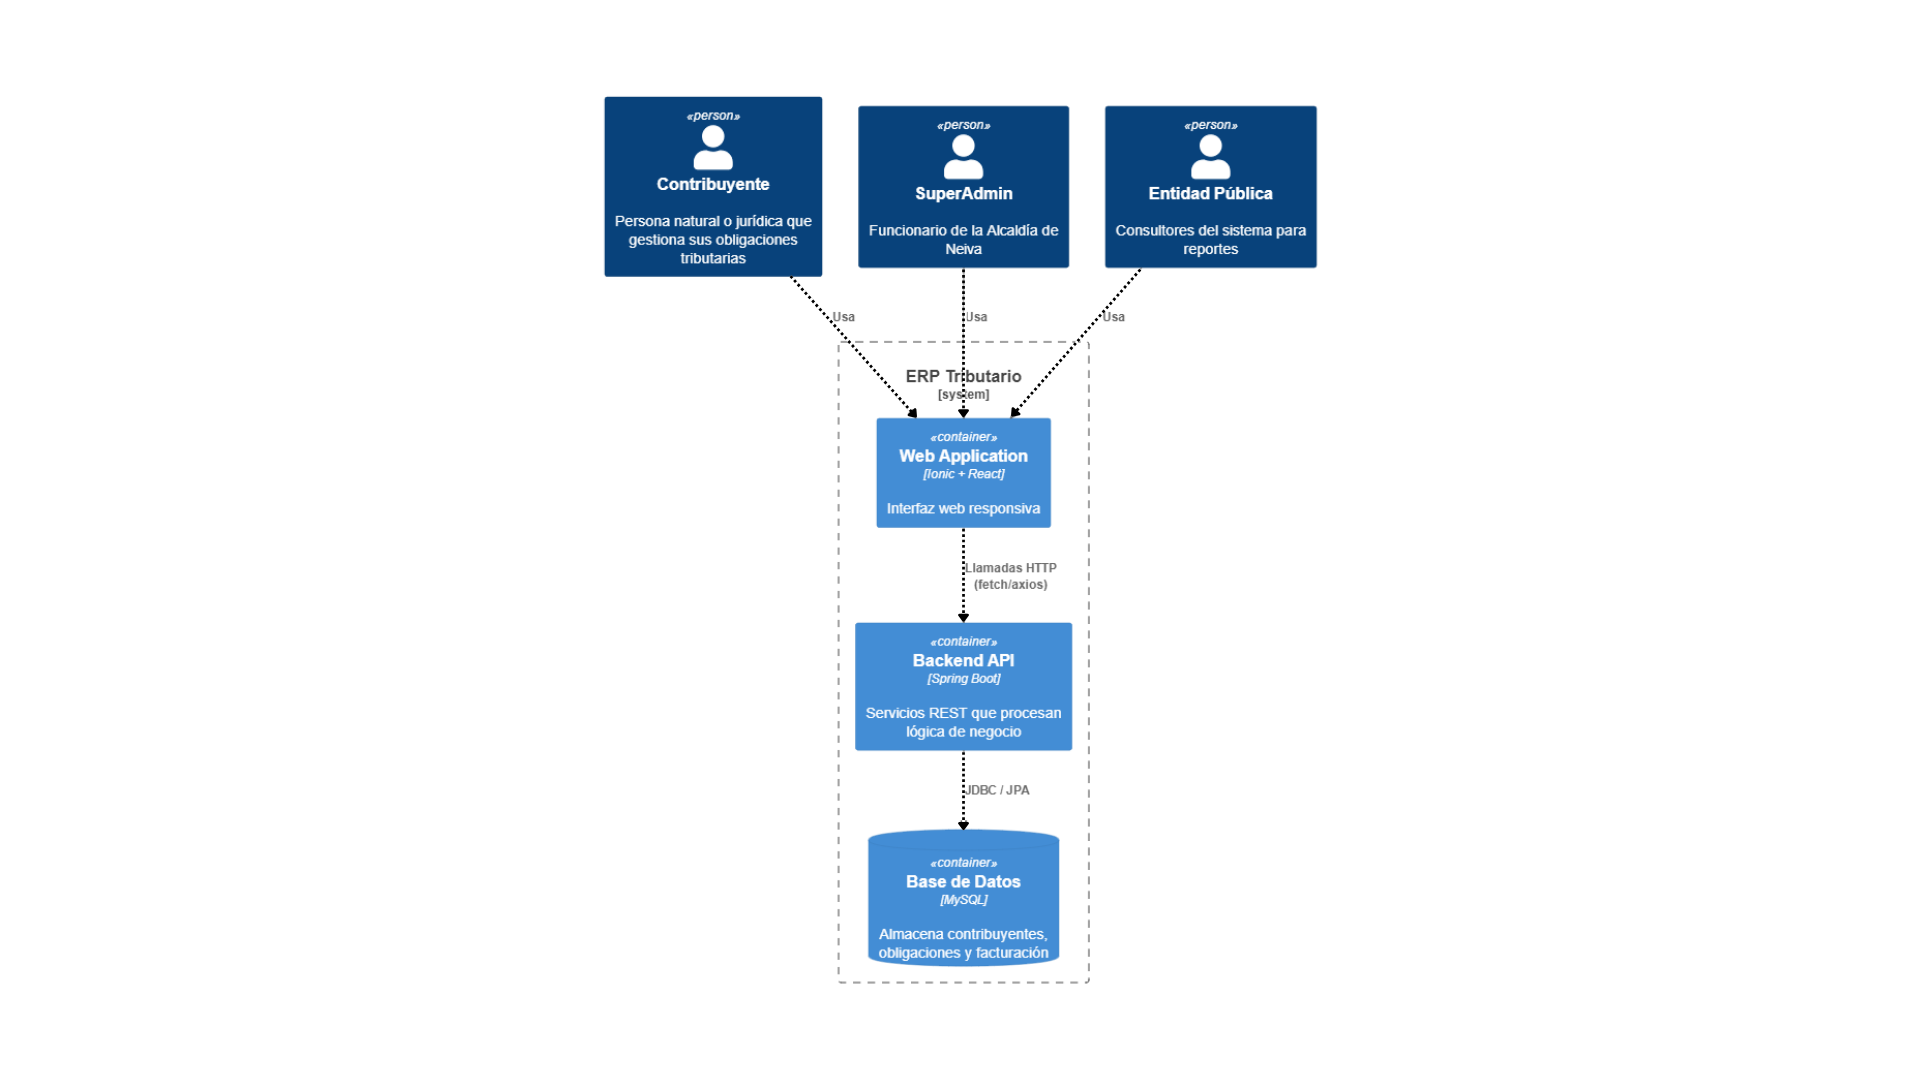 «person»
Contribuyente
Persona natural o jurídica que
gestiona sus obligaciones
tributarias
«person»
SuperAdmin
Funcionario de la Alcaldía de
Neiva
«person»
Entidad Pública
Consultores del sistema para
reportes
Usa
Usa
Usa
ERP Tributario
[system]
«container»
Web Application
[Ionic + React]
Interfaz web responsiva
Llamadas HTTP
(fetch/axios)
«container»
Backend API
[Spring Boot]
Servicios REST que procesan
lógica de negocio
JDBC / JPA
«container»
Base de Datos
[MySQL]
Almacena contribuyentes,
obligaciones y facturación